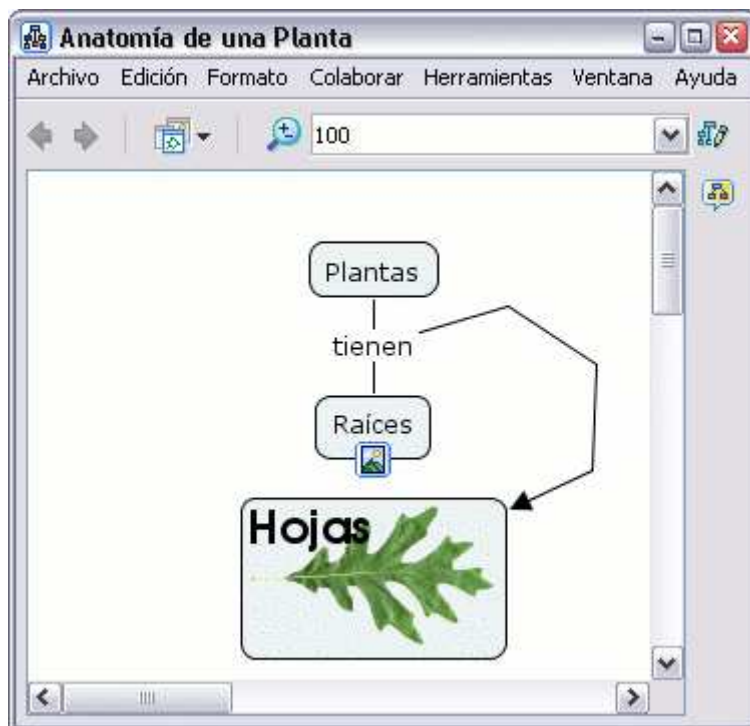 Anatomía de una Planta
Archivo Edición Formato Colaborar Herramientas Ventana Ayuda
100
Plantas
tienen
Raíces
Hojas